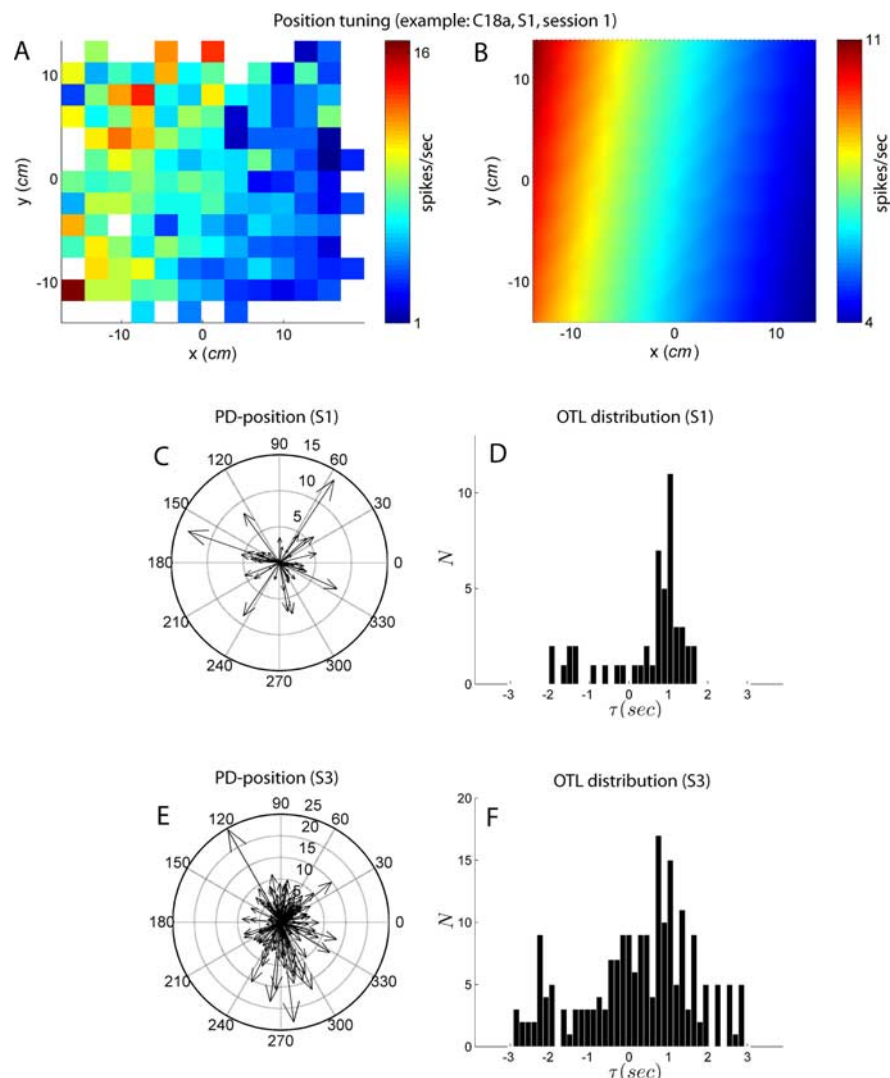 Position tuning (example: C18a, S1, session 1)
A
B
16
11
10
10
y (cm)
spikes/sec
y (cm)
spikes/sec
0
0
-10
-10
1
4
-10 0 10
-10 0 10
x (cm)
x (cm)
PD-position (S1)
OTL distribution (S1)
C
D
90 15
120 60
10
150 30
5
180 0
210 330
240 300
270
10
N
5
0
-3 -2 -1 0 1 2 3
τ(sec)
PD-position (S3)
OTL distribution (S3)
E
F
90 25
120 20 60
15
150 10 30
5
180 0
210 330
240 300
270
20
15
N
10
5
0
-3 -2 -1 0 1 2 3
τ(sec)